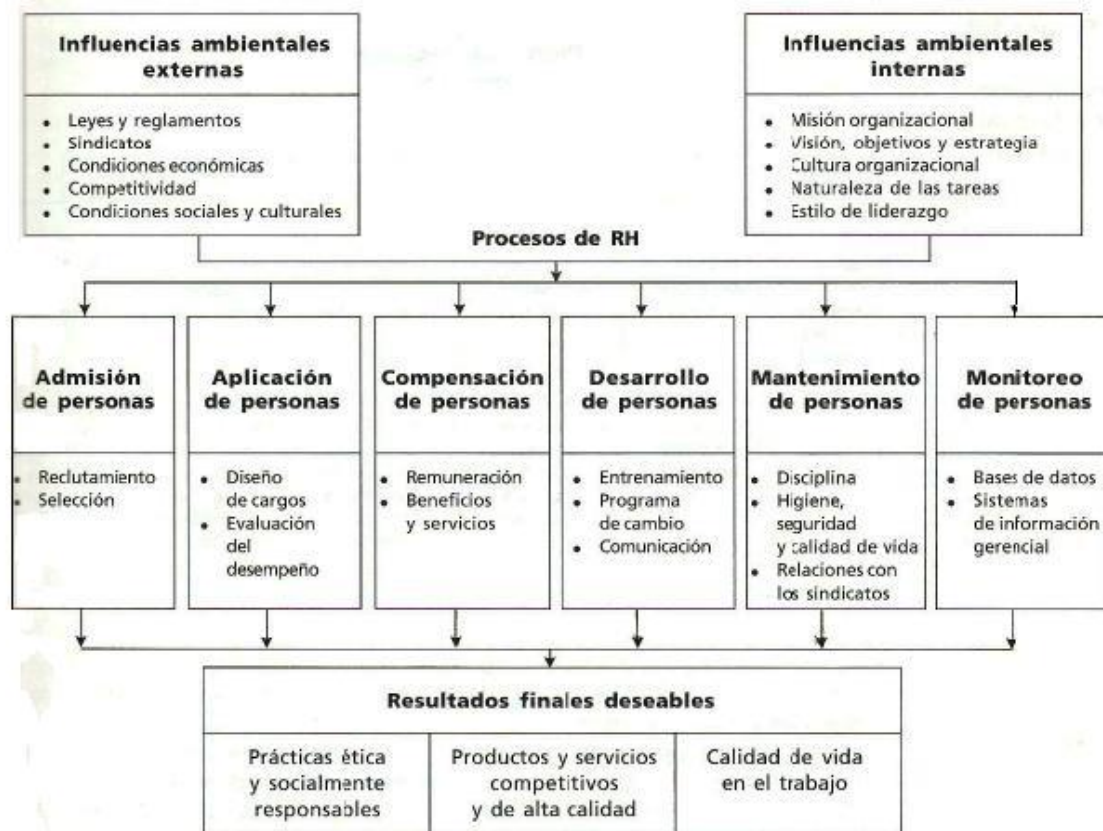 Influencias ambientales
externas
• Leyes y reglamentos
• Sindicatos
• Condiciones económicas
• Competitividad
• Condiciones sociales y culturales
Influencias ambientales
internas
• Misión organizacional
• Visión, objetivos y estrategia
• Cultura organizacional
• Naturaleza de las tareas
• Estilo de liderazgo
Procesos de RH
Admisión
de personas
• Reclutamiento
• Selección
Aplicación
de personas
• Diseño
de cargos
• Evaluación
del
desempeño
Compensación
de personas
• Remuneración
• Beneficios
y servicios
Desarrollo
de personas
• Entrenamiento
• Programa
de cambio
• Comunicación
Mantenimiento
de personas
• Disciplina
• Higiene,
seguridad
y calidad de vida
• Relaciones con
los sindicatos
Monitoreo
de personas
• Bases de datos
• Sistemas
de información
gerencial
Resultados finales deseables
Prácticas ética
y socialmente
responsables
Productos y servicios
competitivos
y de alta calidad
Calidad de vida
en el trabajo